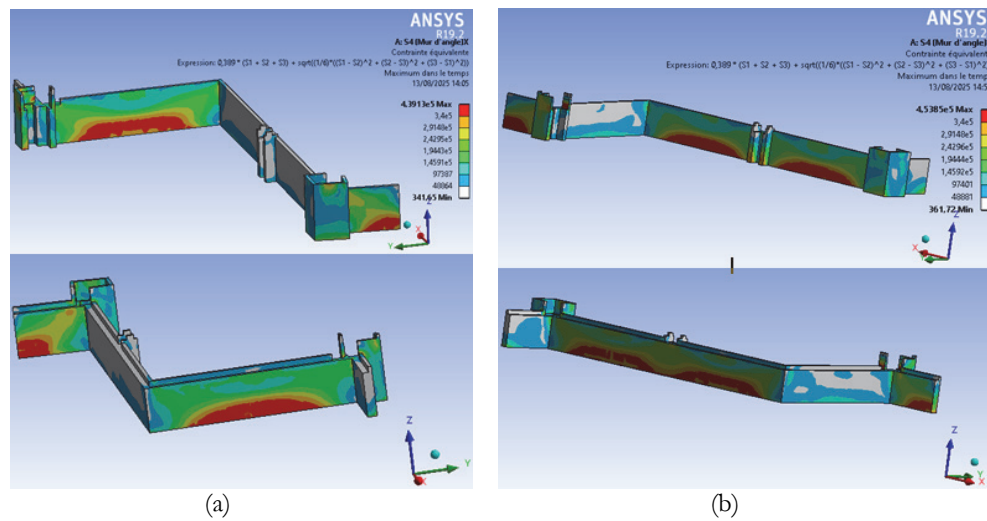 ANSYS
R19.2
A: S4 (Mur d'angle)X
Contrainte équivalente
Expression: 0,389 * (S1 + S2 + S3) + sqrt((1/6)*((S1 - S2)^2 + (S2 - S3)^2 + (S3 - S1)^2))
Maximum dans le temps
13/08/2025 14:05
4,3913e5 Max
3,4e5
2,9148e5
2,4295e5
1,9443e5
1,4591e5
97387
48864
341,65 Min
Z
X
Y
Z
Y
X
(a)
ANSYS
R19.2
A: S4 (Mur d'angle)
Contrainte équivalente
Expression: 0,389 * (S1 + S2 + S3) + sqrt((1/6)*((S1 - S2)^2 + (S2 - S3)^2 + (S3 - S1)^2
Maximum dans le temps
13/08/2025 14:5
4,5385e5 Max
3,4e5
2,9148e5
2,4296e5
1,9444e5
1,4592e5
97401
48881
361,72 Min
Z
X
Y
Z
Y
X
(b)